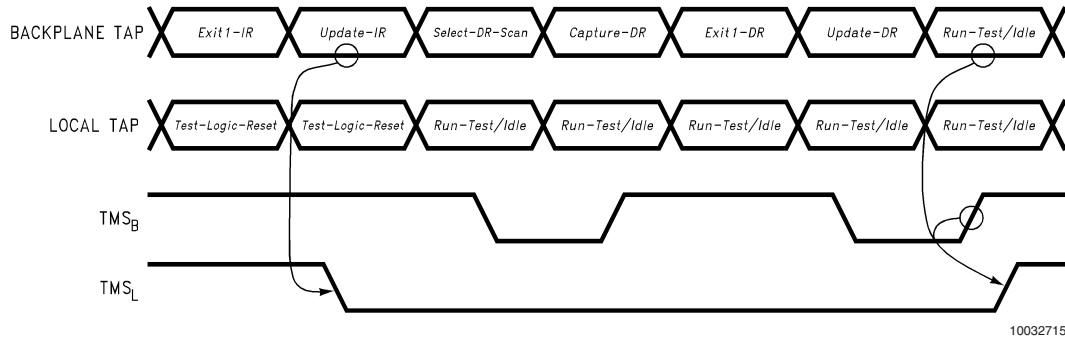 BACKPLANE TAP Exit1-IR Update-IR Select-DR-Scan Capture-DR Exit1-DR Update-DR Run-Test/Idle
LOCAL TAP Test-Logic-Reset Test-Logic-Reset Run-Test/Idle Run-Test/Idle Run-Test/Idle Run-Test/Idle Run-Test/Idle
TMSB
TMSL
10032715